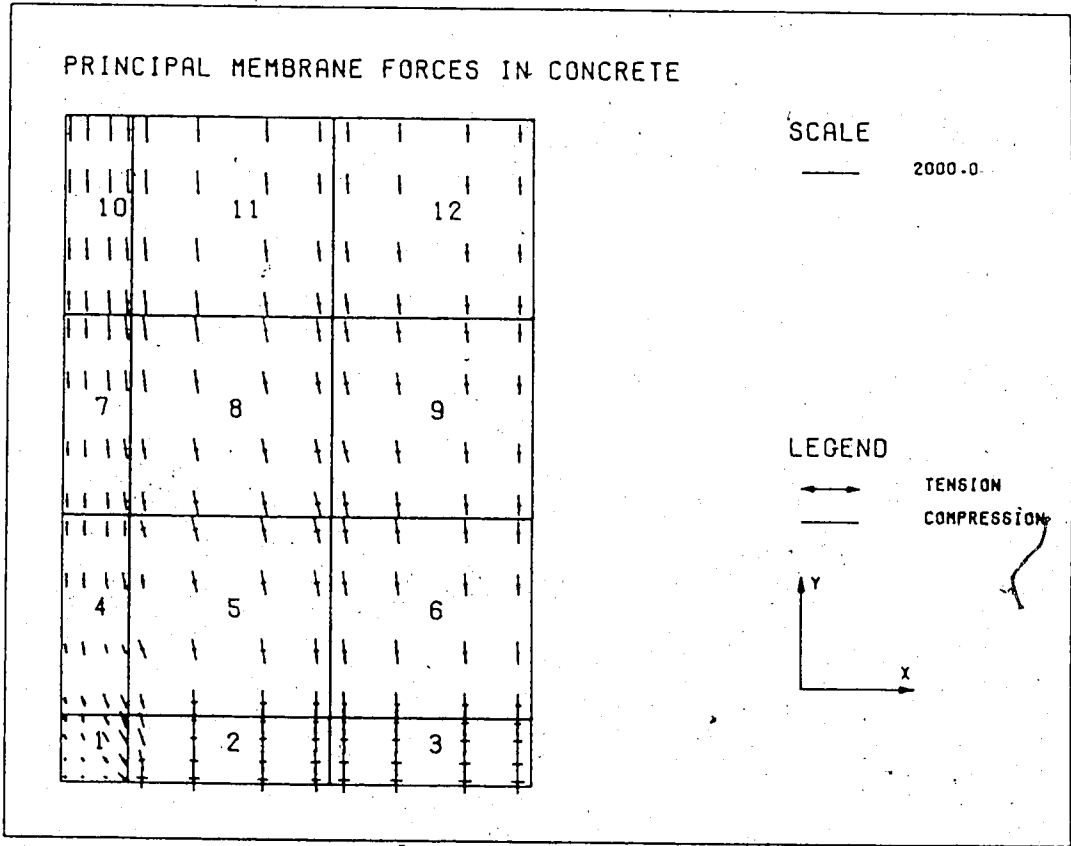 PRINCIPAL MEMBRANE FORCES IN CONCRETE
SCALE
2000.0
10 11 12
7 8 9
LEGEND
TENSION
COMPRESSION
4 5 6
Y
X
1 2 3